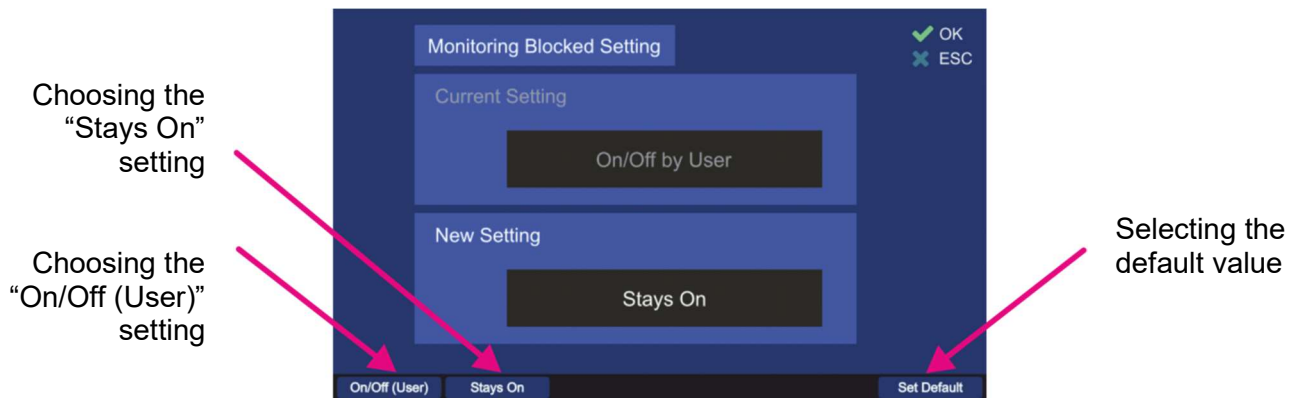 Monitoring Blocked Setting
OK
ESC
Choosing the
“Stays On”
setting
Current Setting
On/Off by User
New Setting
Stays On
Selecting the
default value
Choosing the
“On/Off (User)”
setting
On/Off (User)
Stays On
Set Default